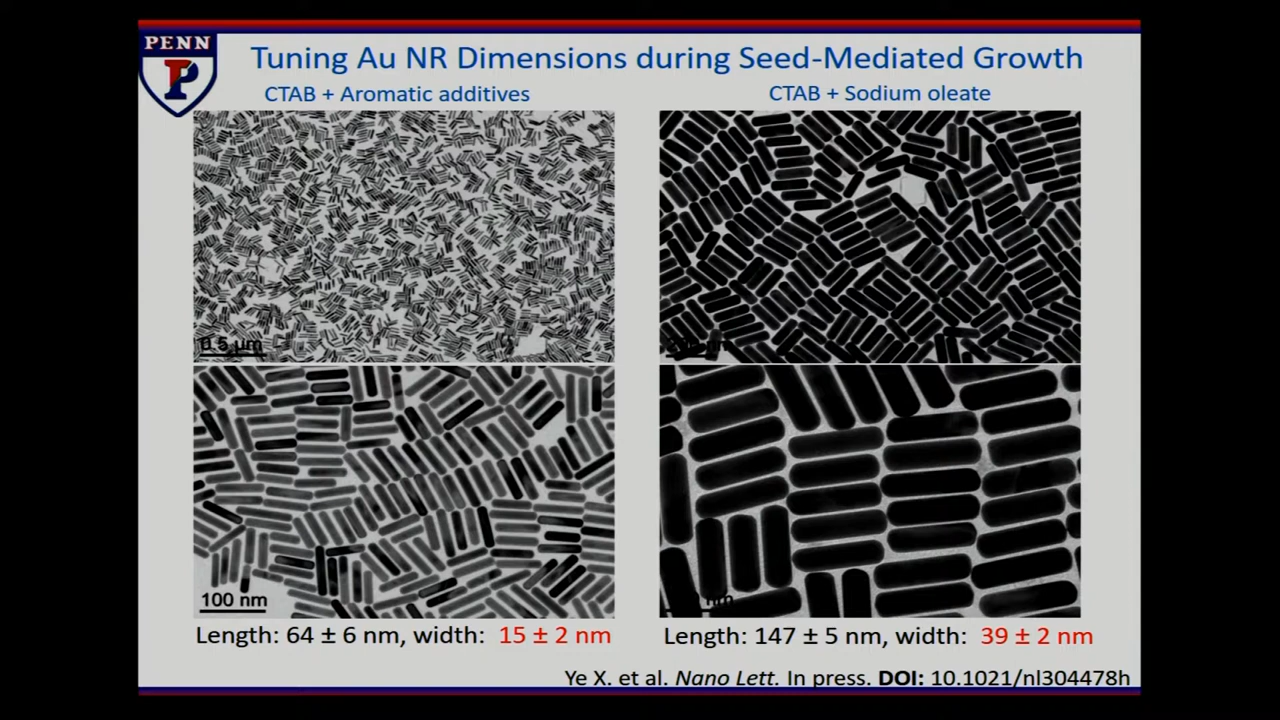 PENN
P
Tuning Au NR Dimensions during Seed-Mediated Growth
CTAB + Aromatic additives
CTAB + Sodium oleate
0.5 µm
100 nm
nm
Length: 64 ± 6 nm, width: 15 ± 2 nm
Length: 147 ± 5 nm, width: 39 ± 2 nm
Ye X. et al. Nano Lett. In press. DOI: 10.1021/nl304478h